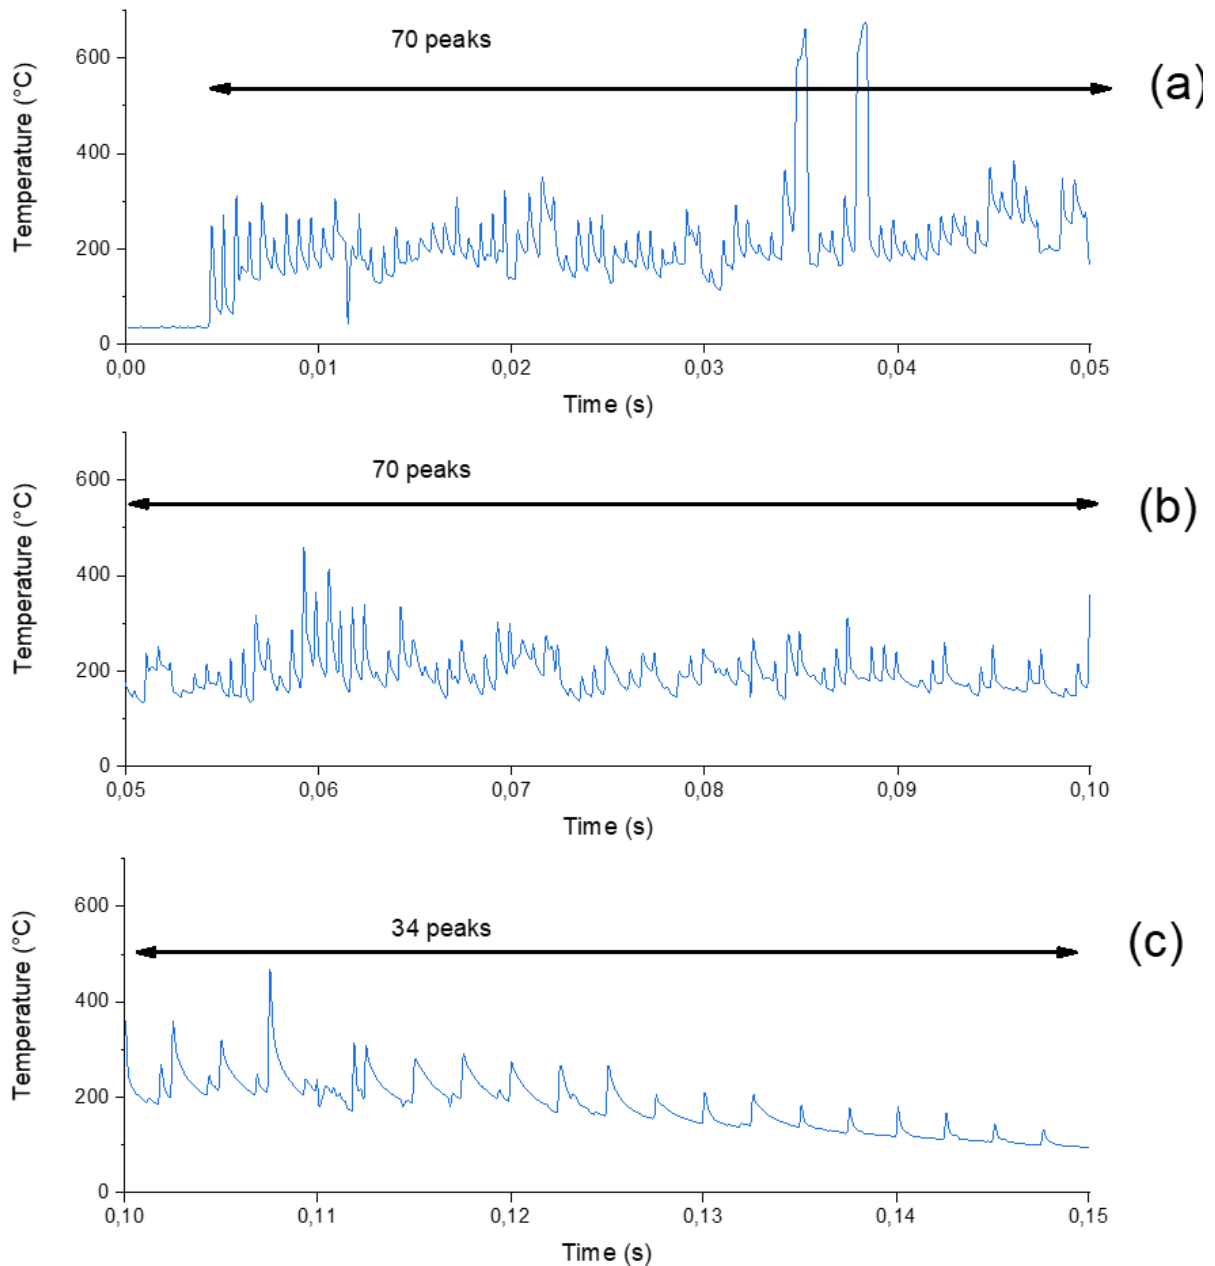 70 peaks
(a)
Temperature (°C)
600
400
200
0
0,00 0,01 0,02 0,03 0,04 0,05
Time (s)
70 peaks
(b)
Temperature (°C)
600
400
200
0
0,05 0,06 0,07 0,08 0,09 0,10
Time (s)
34 peaks
(c)
Temperature (°C)
600
400
200
0
0,10 0,11 0,12 0,13 0,14 0,15
Time (s)